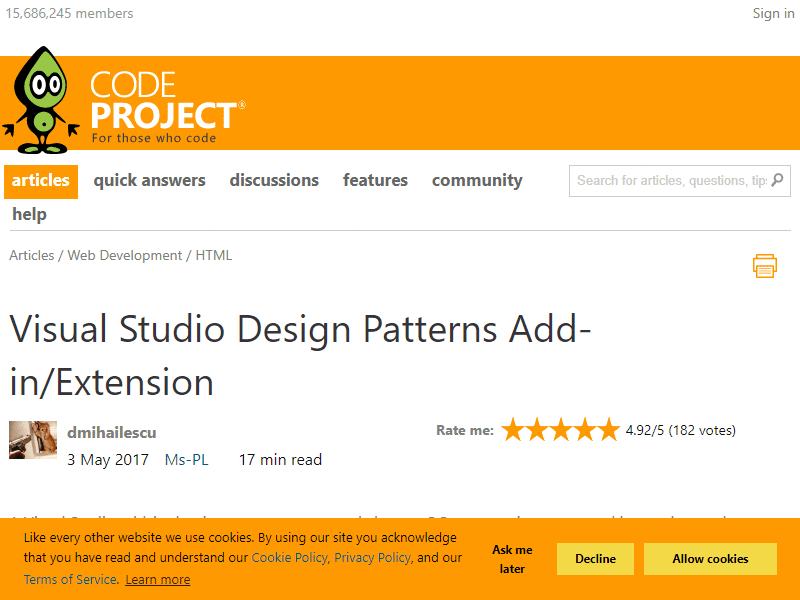 15,686,245 members
Sign in
CODE
PROJECT®
For those who code
articles quick answers discussions features community
Search for articles, questions, tip
help
Articles / Web Development / HTML
Visual Studio Design Patterns Add-
in/Extension
dmihailescu
Rate me: 4.92/5 (182 votes)
3 May 2017 Ms-PL 17 min read
Like every other website we use cookies. By using our site you acknowledge
that you have read and understand our Cookie Policy, Privacy Policy, and our
Terms of Service. Learn more
Ask me
later
Decline
Allow cookies